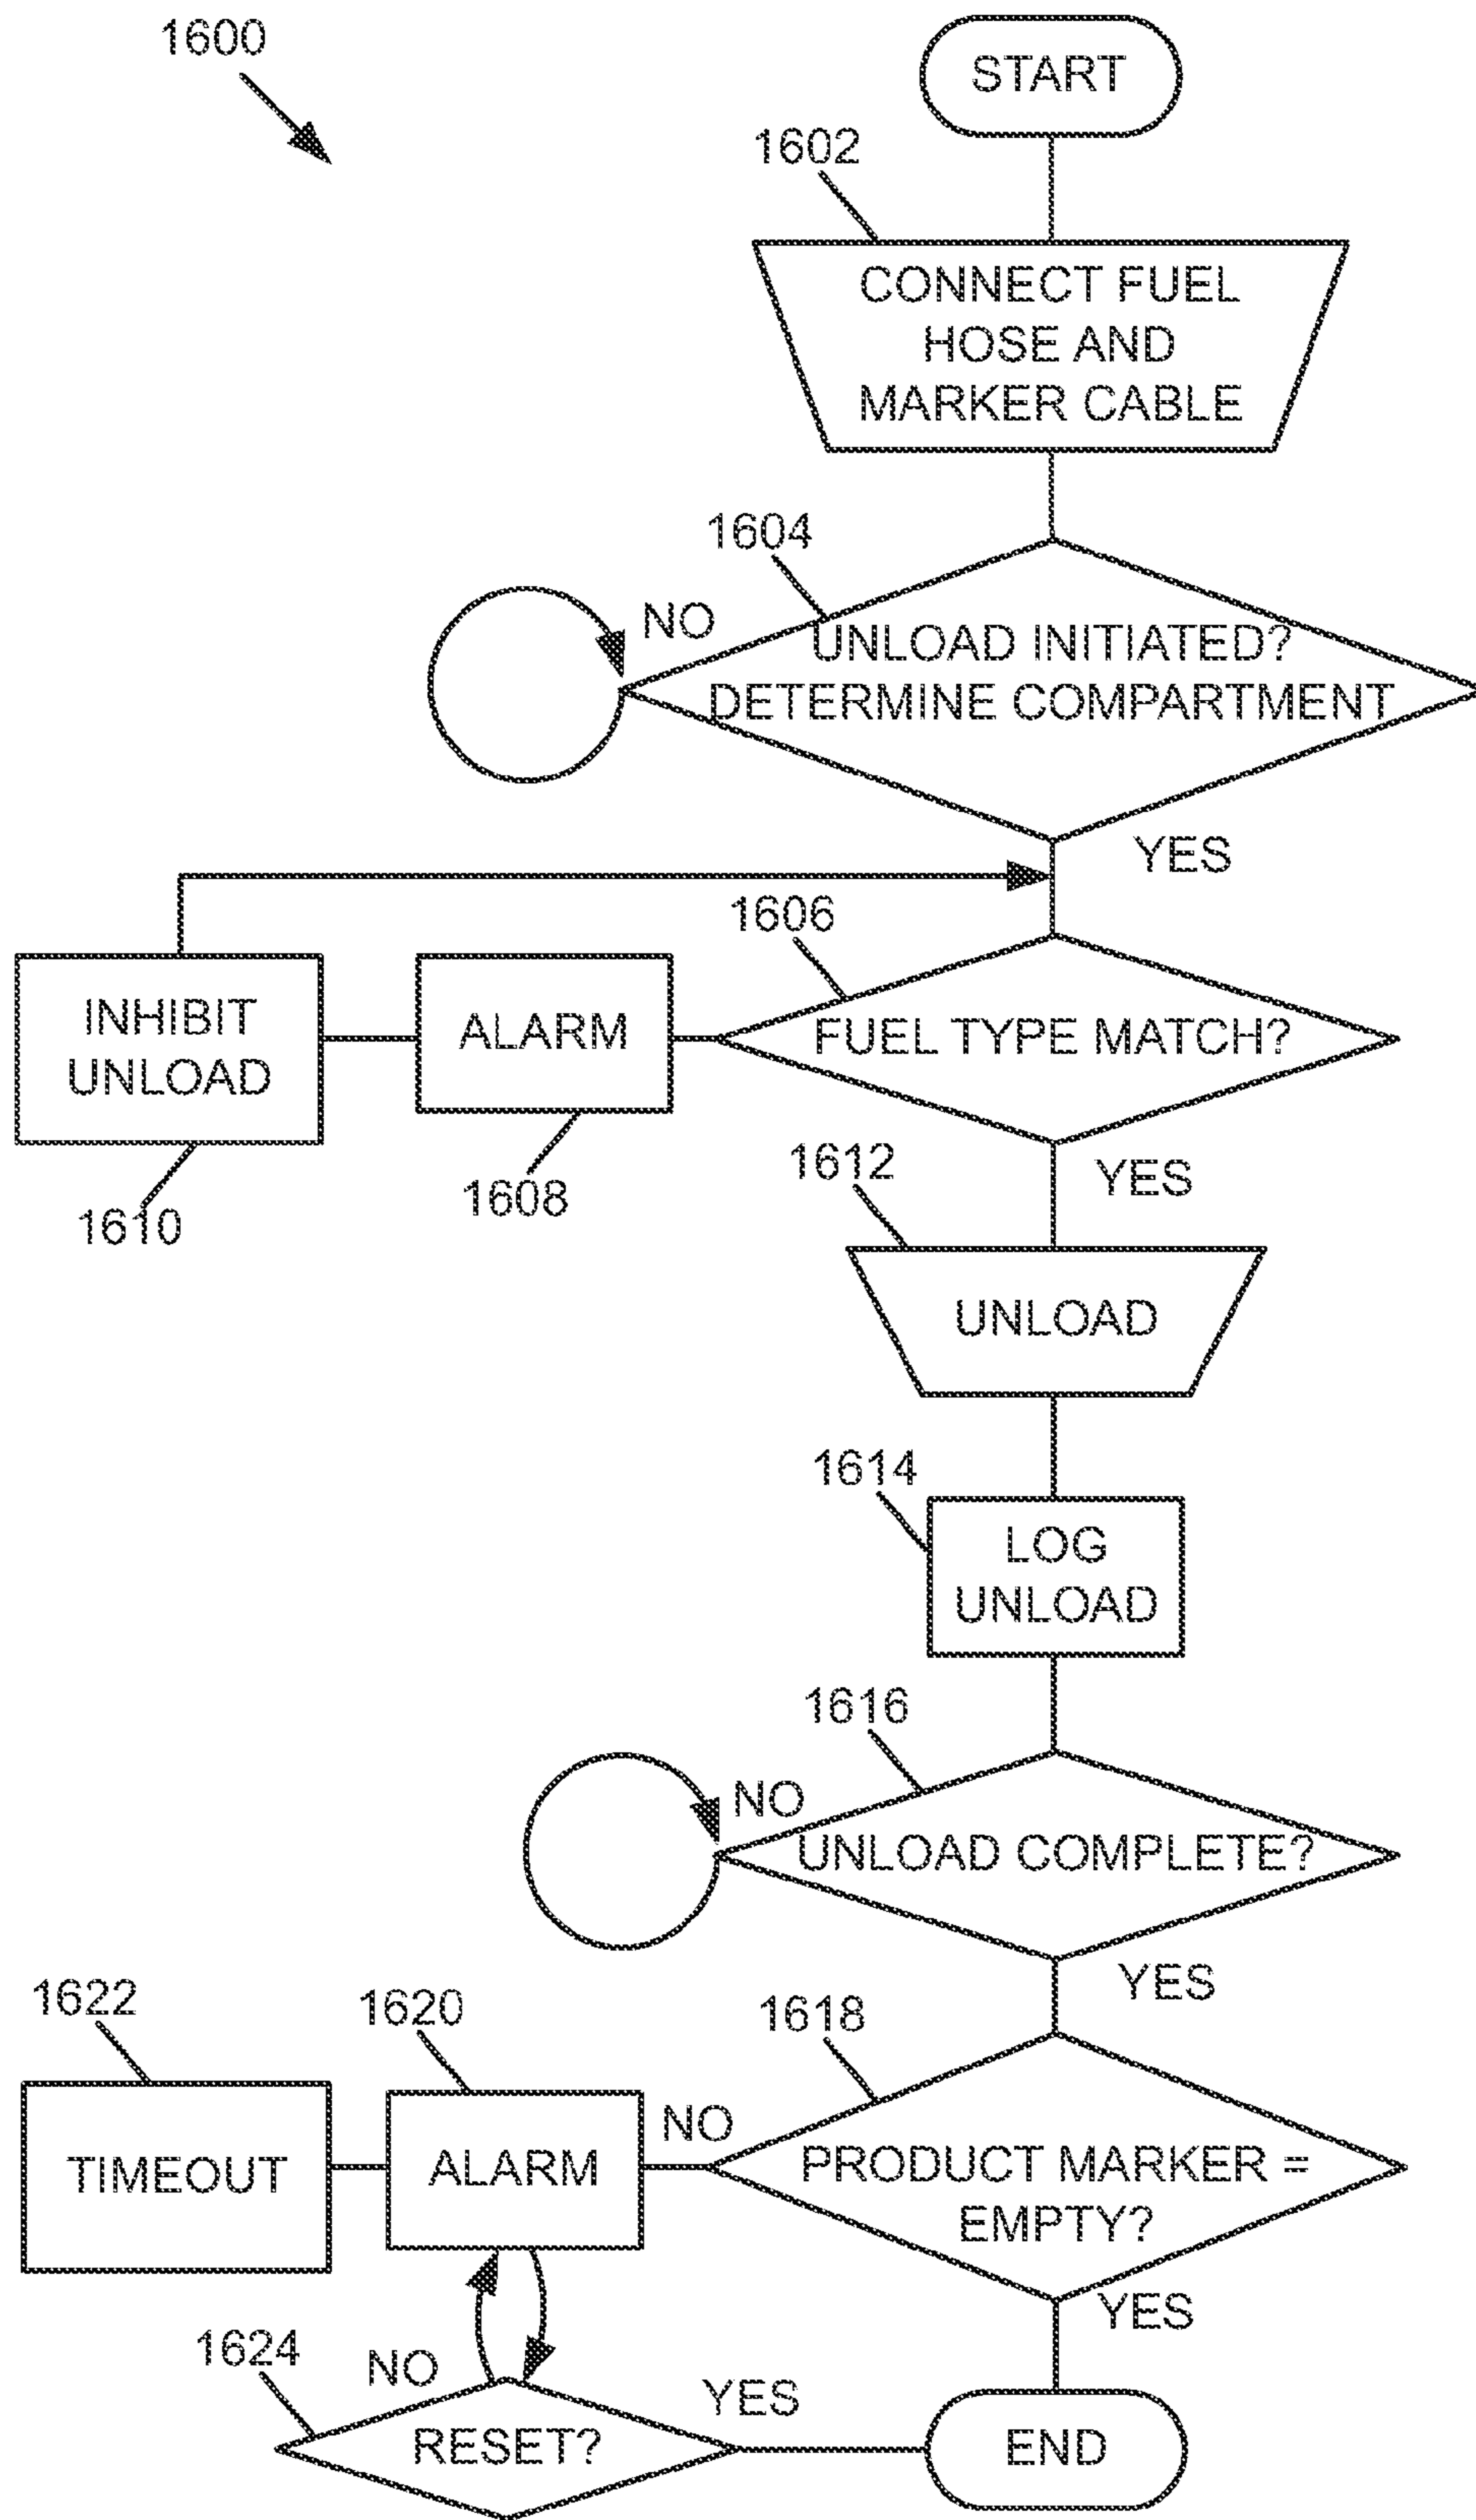 1600
START
1602
CONNECT FUEL
HOSE AND
MARKER CABLE
1604
NO
UNLOAD INITIATED?
DETERMINE COMPARTMENT
YES
1606
INHIBIT
UNLOAD
ALARM
FUEL TYPE MATCH?
1610
1608
1612
YES
UNLOAD
1614
LOG
UNLOAD
1616
NO
UNLOAD COMPLETE?
YES
1622
1620
1618
TIMEOUT
ALARM
NO
PRODUCT MARKER =
EMPTY?
YES
1624
NO
YES
RESET?
END